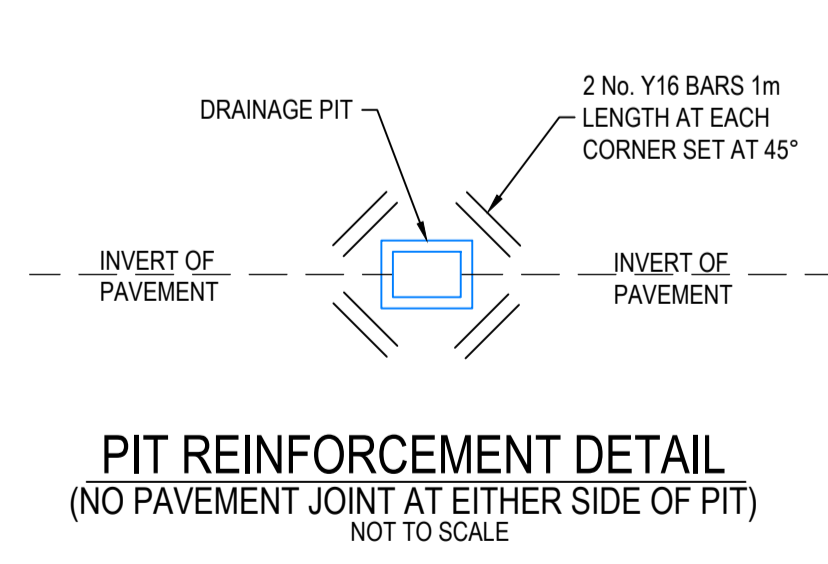 2 No. Y16 BARS 1m
LENGTH AT EACH
CORNER SET AT 45°
DRAINAGE PIT
INVERT OF
PAVEMENT
INVERT OF
PAVEMENT
PIT REINFORCEMENT DETAIL
(NO PAVEMENT JOINT AT EITHER SIDE OF PIT)
NOT TO SCALE